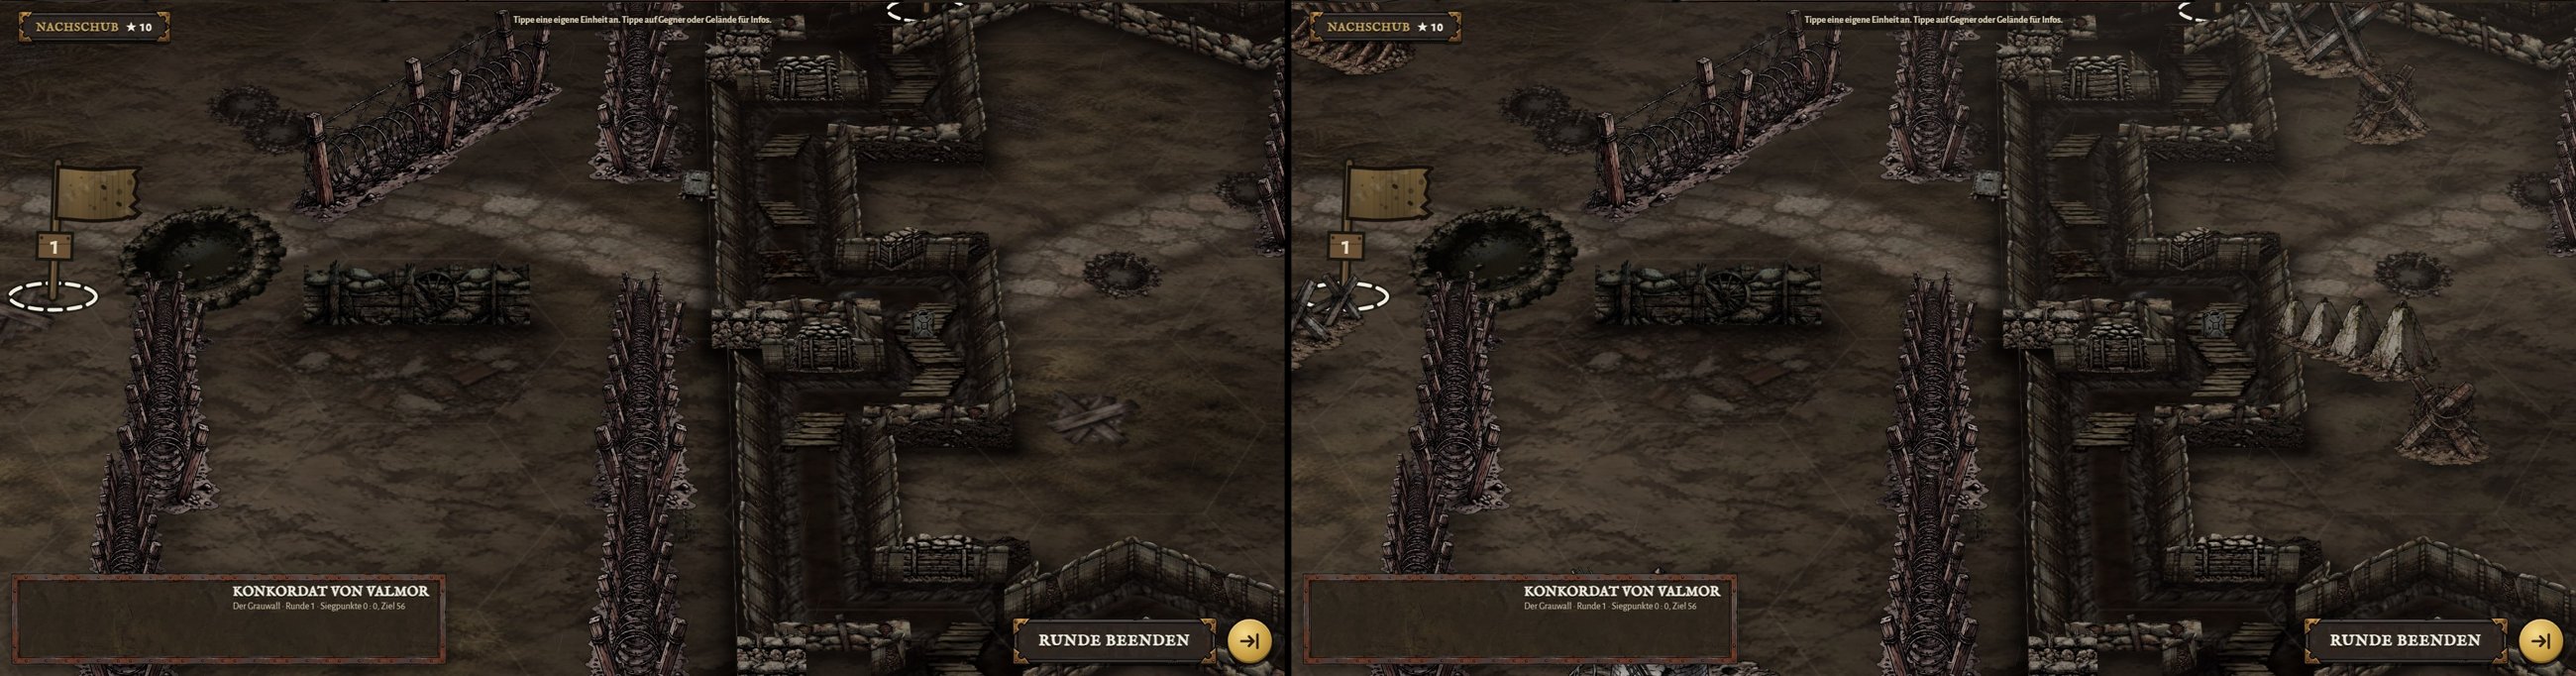 NACHSCHUB ★ 10
Tippe eine eigene Einheit an. Tippe auf Gegner oder Gelände für Infos.
1
KONKORDAT VON VALMOR
Der Grauwall · Runde 1 · Siegpunkte 0 : 0, Ziel 56
RUNDE BEENDEN
NACHSCHUB ★ 10
Tippe eine eigene Einheit an. Tippe auf Gegner oder Gelände für Infos.
1
KONKORDAT VON VALMOR
Der Grauwall · Runde 1 · Siegpunkte 0 : 0, Ziel 56
RUNDE BEENDEN